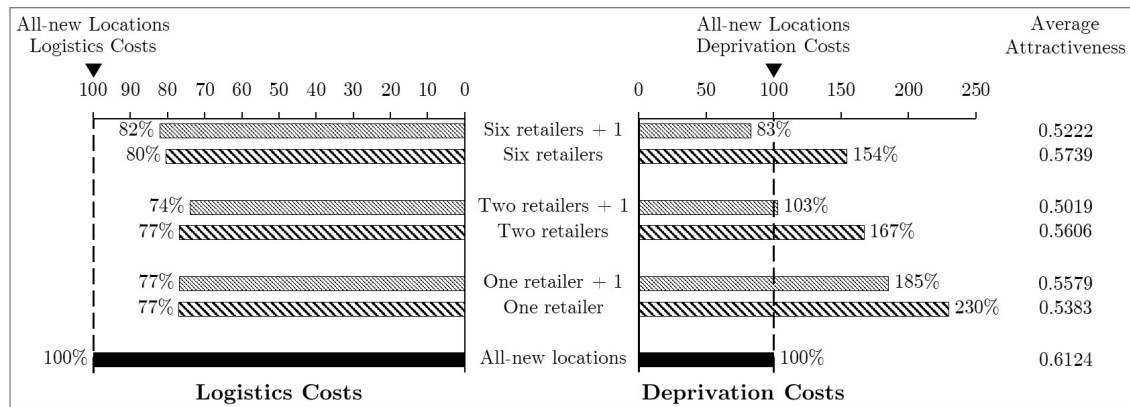 All-new Locations
Logistics Costs
All-new Locations
Deprivation Costs
Average
Attractiveness
100 90 80 70 60 50 40 30 20 10 0
0 50 100 150 200 250
82% Six retailers + 1 83% 0.5222
80% Six retailers 154% 0.5739
74% Two retailers + 1 103% 0.5019
77% Two retailers 167% 0.5606
77% One retailer + 1 185% 0.5579
77% One retailer 230% 0.5383
100% All-new locations 100% 0.6124
Logistics Costs
Deprivation Costs